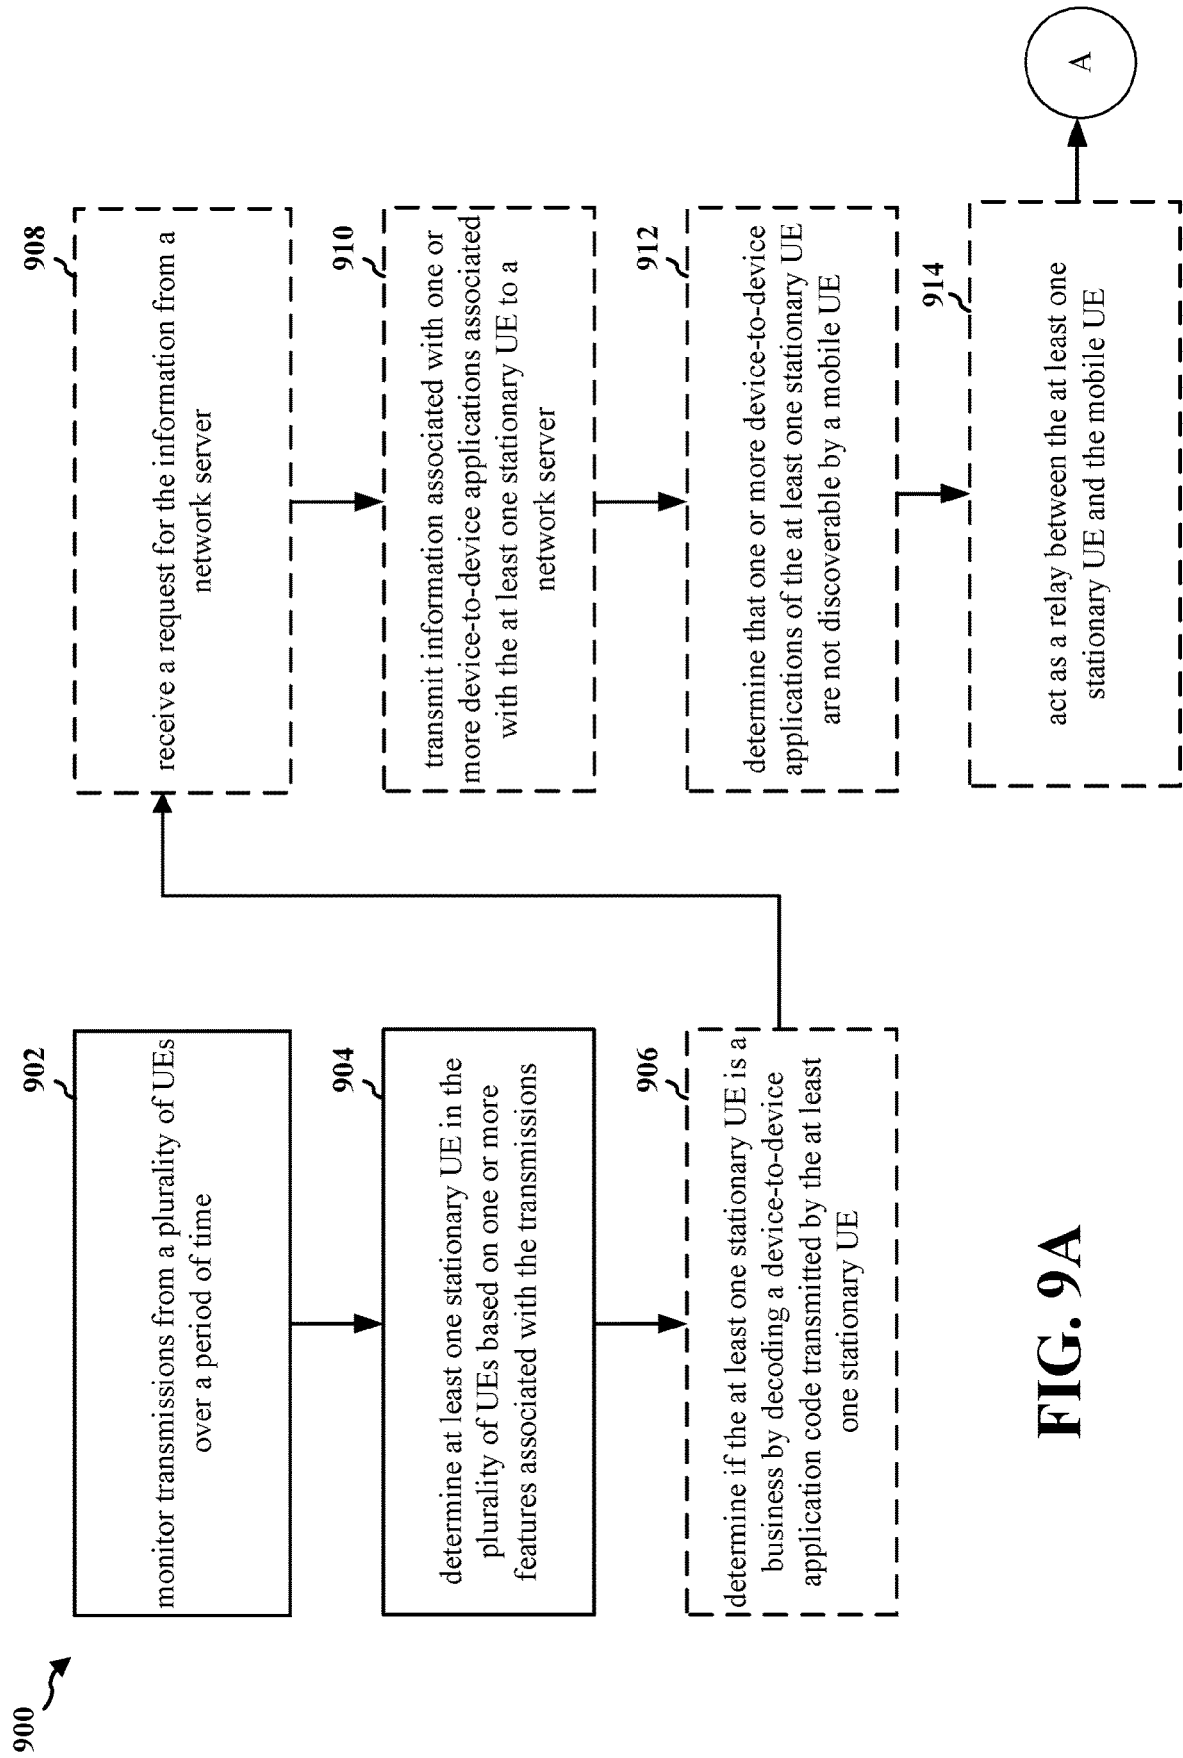 900
902
monitor transmissions from a plurality of UEs
over a period of time
904
determine at least one stationary UE in the
plurality of UEs based on one or more
features associated with the transmissions
906
determine if the at least one stationary UE is a
business by decoding a device-to-device
application code transmitted by the at least
one stationary UE
908
receive a request for the information from a
network server
910
transmit information associated with one or
more device-to-device applications associated
with the at least one stationary UE to a
network server
912
determine that one or more device-to-device
applications of the at least one stationary UE
are not discoverable by a mobile UE
914
act as a relay between the at least one
stationary UE and the mobile UE
A
FIG. 9A